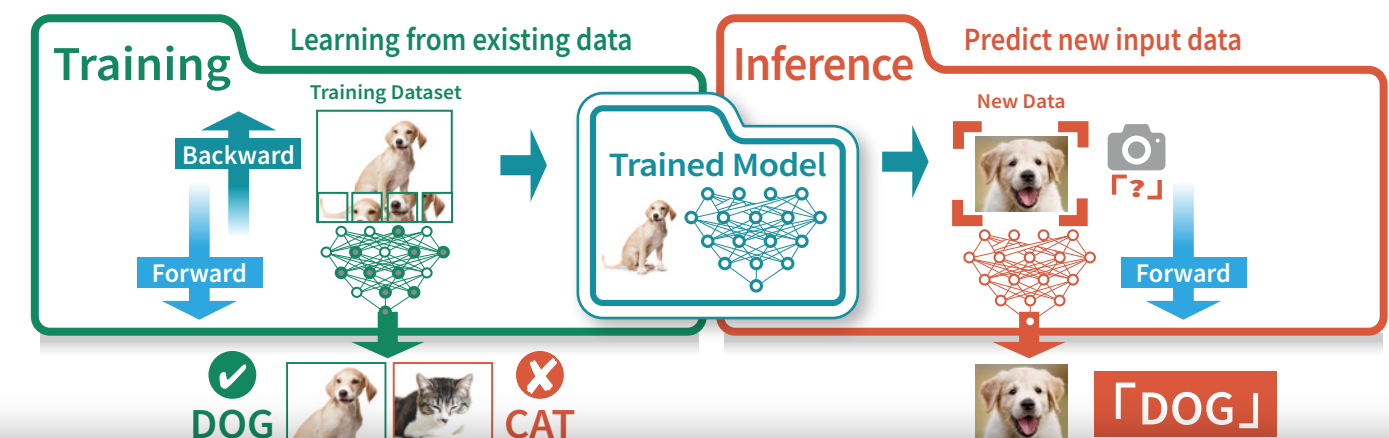 Training
Learning from existing data
Training Dataset
Backward
Forward
DOG
CAT
Trained Model
Inference
Predict new input data
New Data
「?」
Forward
「DOG」